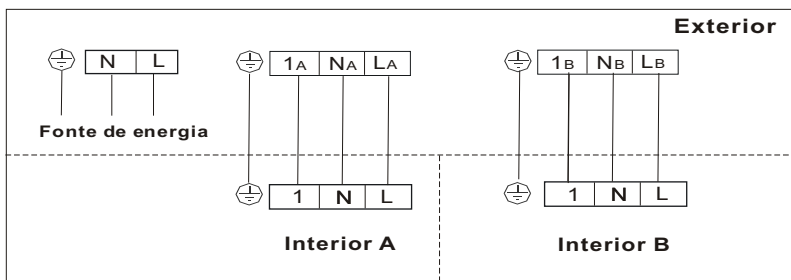 Exterior
N L
1A NA LA
1B NB LB
Fonte de energia
1 N L
1 N L
Interior A
Interior B